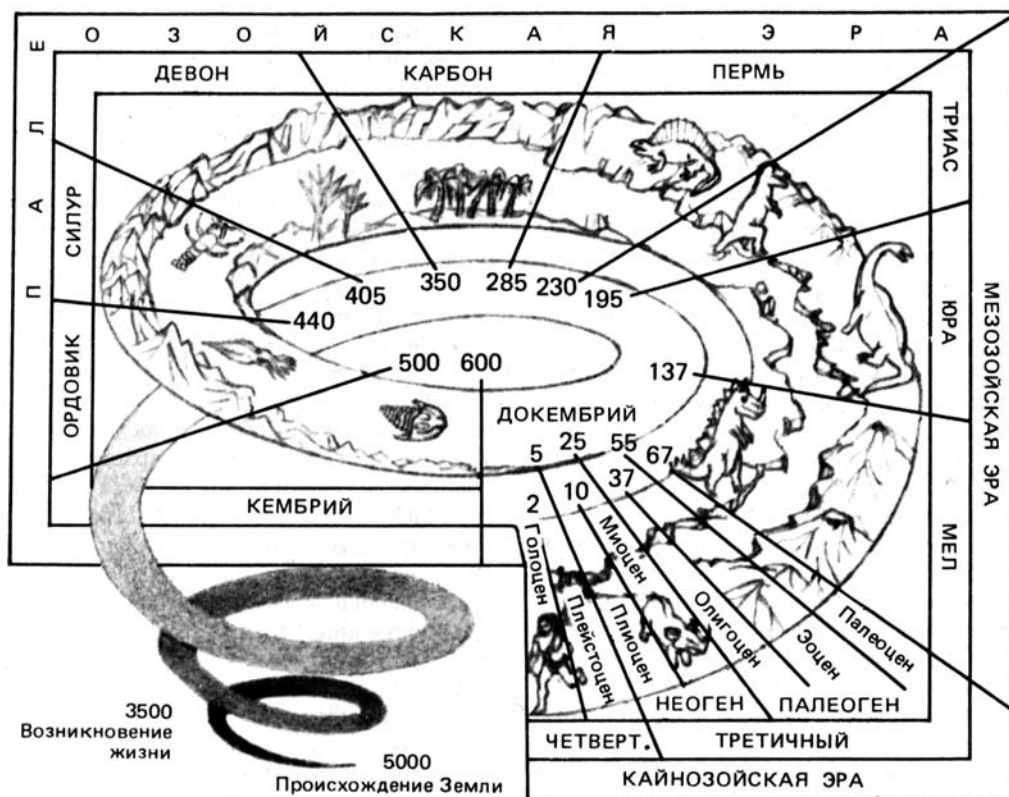 ПАЛЕОЗОЙСКАЯ ЭРА
ДЕВОН
КАРБОН
ПЕРМЬ
ТРИАС
СИЛУР
ОРДОВИК
ЮРА
МЕЗОЗОЙСКАЯ ЭРА
МЕЛ
405
350
285
230
195
440
500
600
137
ДОКЕМБРИЙ
5
25
55
67
2
10
37
КЕМБРИЙ
Голоцен
Плейстоцен
Плиоцен
Миоцен
Олигоцен
Эоцен
Палеоцен
НЕОГЕН
ПАЛЕОГЕН
ЧЕТВЕРТ.
ТРЕТИЧНЫЙ
КАЙНОЗОЙСКАЯ ЭРА
3500
Возникновение
жизни
5000
Происхождение Земли